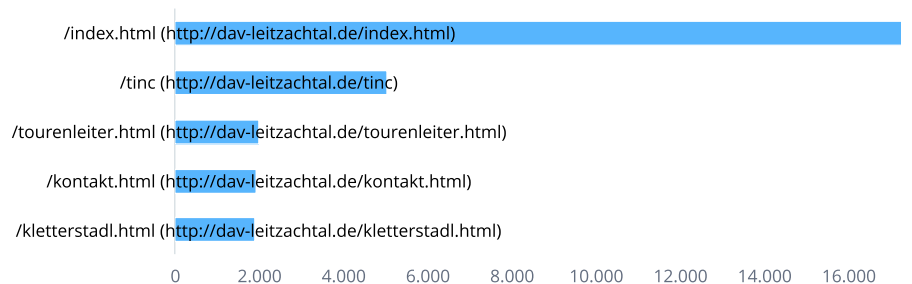 /index.html (http://dav-leitzachtal.de/index.html)
/tinc (http://dav-leitzachtal.de/tinc)
/tourenleiter.html (http://dav-leitzachtal.de/tourenleiter.html)
/kontakt.html (http://dav-leitzachtal.de/kontakt.html)
/kletterstadl.html (http://dav-leitzachtal.de/kletterstadl.html)
0 2.000 4.000 6.000 8.000 10.000 12.000 14.000 16.000